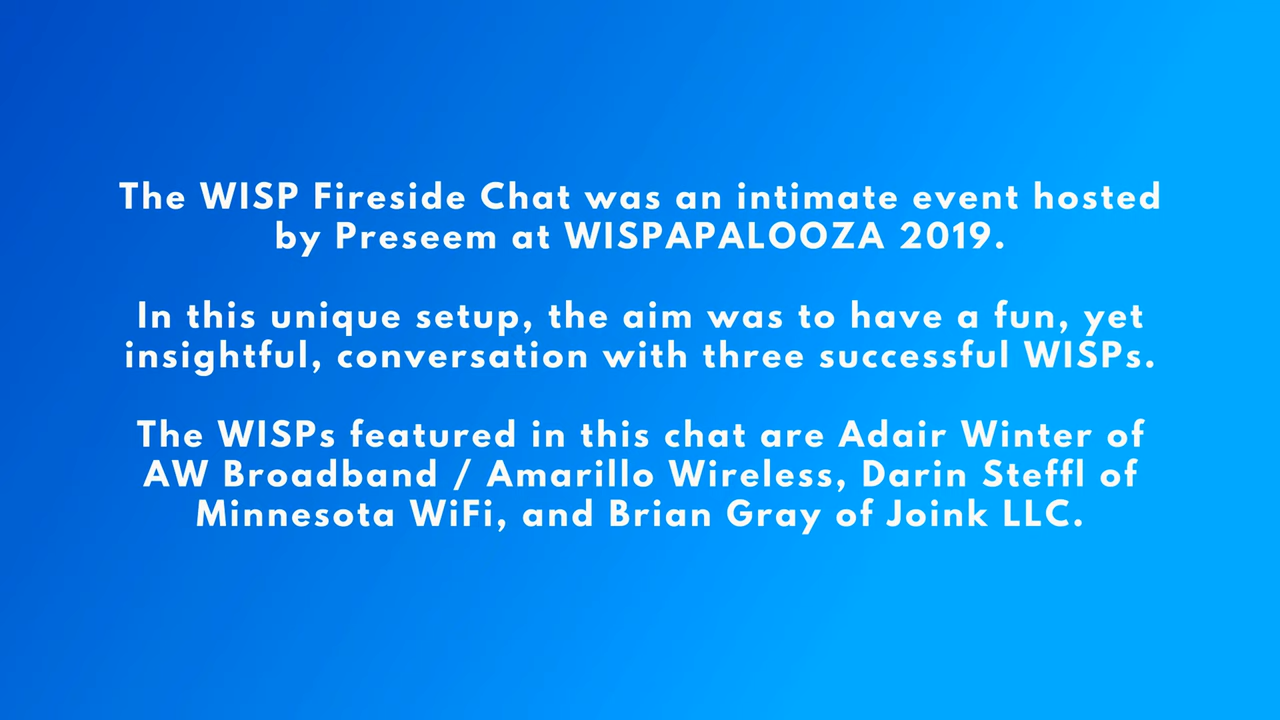 The WISP Fireside Chat was an intimate event hosted
by Preseem at WISPAPALOOZA 2019.
In this unique setup, the aim was to have a fun, yet
insightful, conversation with three successful WISPs.
The WISPs featured in this chat are Adair Winter of
AW Broadband / Amarillo Wireless, Darin Steffl of
Minnesota WiFi, and Brian Gray of Joink LLC.